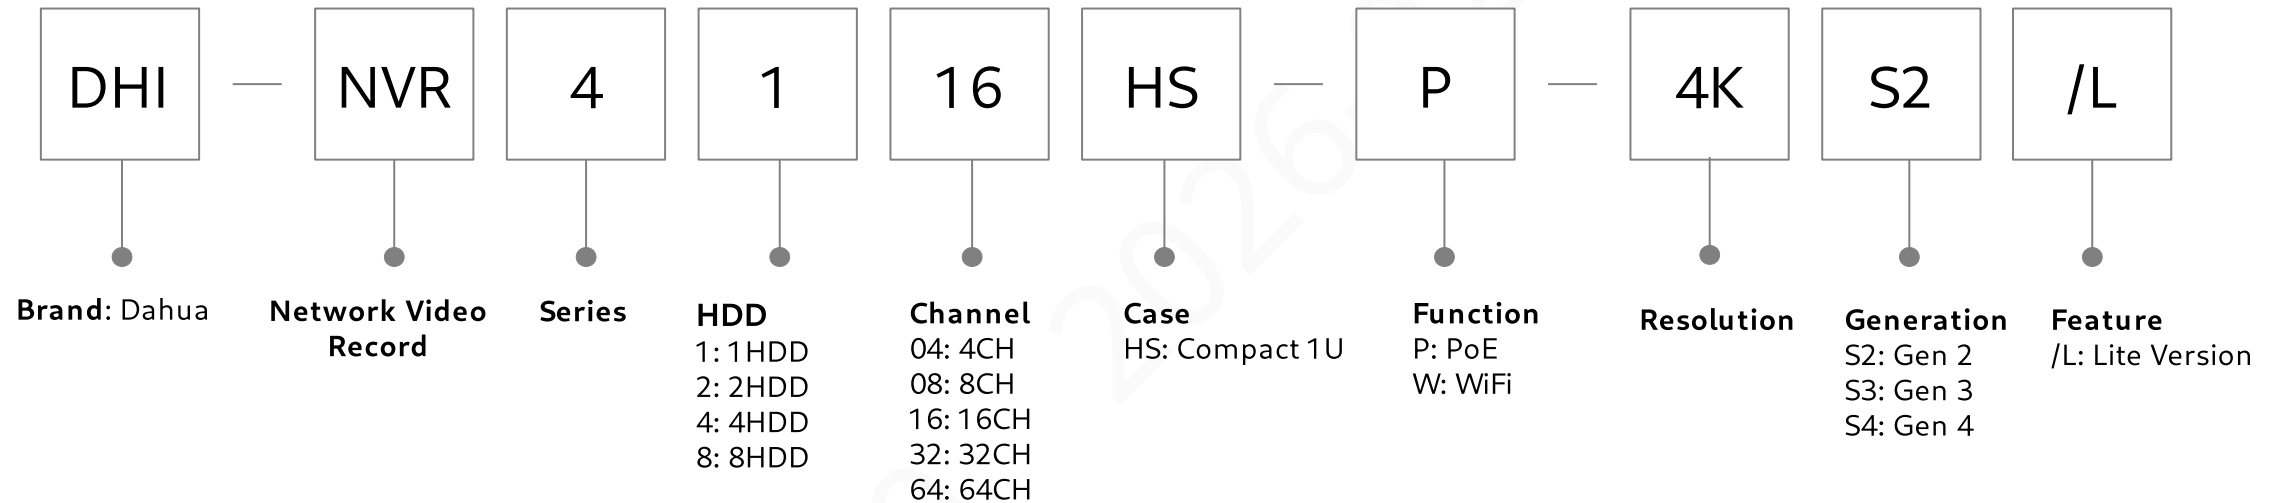 DHI — NVR 4 1 16 HS — P — 4K S2 /L
Brand: Dahua
Network Video
Record
Series
HDD
1: 1HDD
2: 2HDD
4: 4HDD
8: 8HDD
Channel
04: 4CH
08: 8CH
16: 16CH
32: 32CH
64: 64CH
Case
HS: Compact 1U
Function
P: PoE
W: WiFi
Resolution
Generation
S2: Gen 2
S3: Gen 3
S4: Gen 4
Feature
/L: Lite Version
2026-